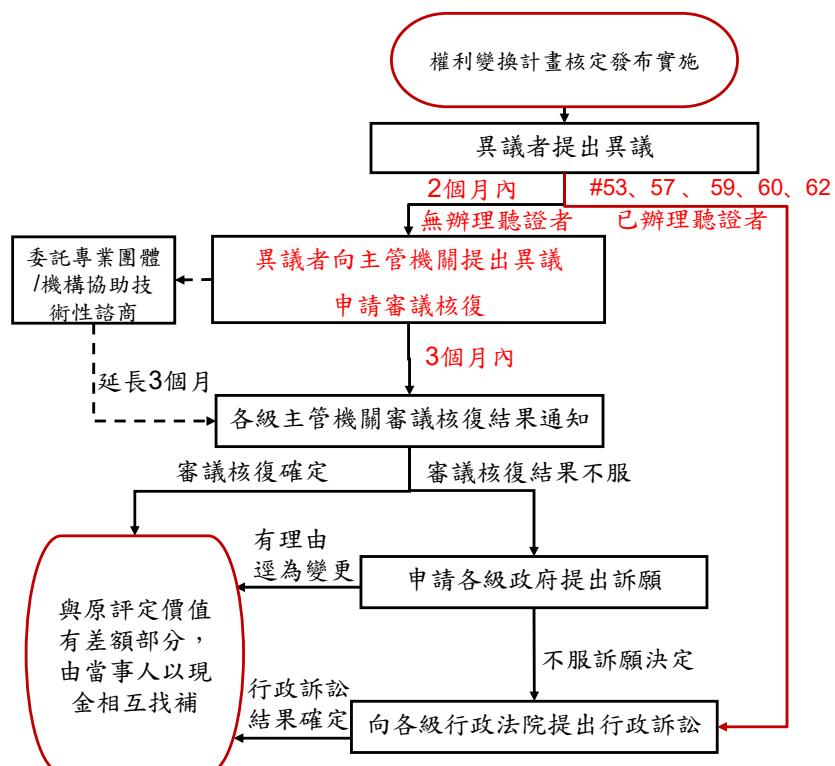 權利變換計畫核定發布實施
異議者提出異議
2個月內
無辦理聽證者
#53、57 、 59、60、62
已辦理聽證者
異議者向主管機關提出異議
申請審議核復
委託專業團體
/機構協助技
術性諮商
3個月內
延長3個月
各級主管機關審議核復結果通知
審議核復確定
審議核復結果不服
有理由
逕為變更
申請各級政府提出訴願
與原評定價值
有差額部分，
由當事人以現
金相互找補
不服訴願決定
行政訴訟
結果確定
向各級行政法院提出行政訴訟